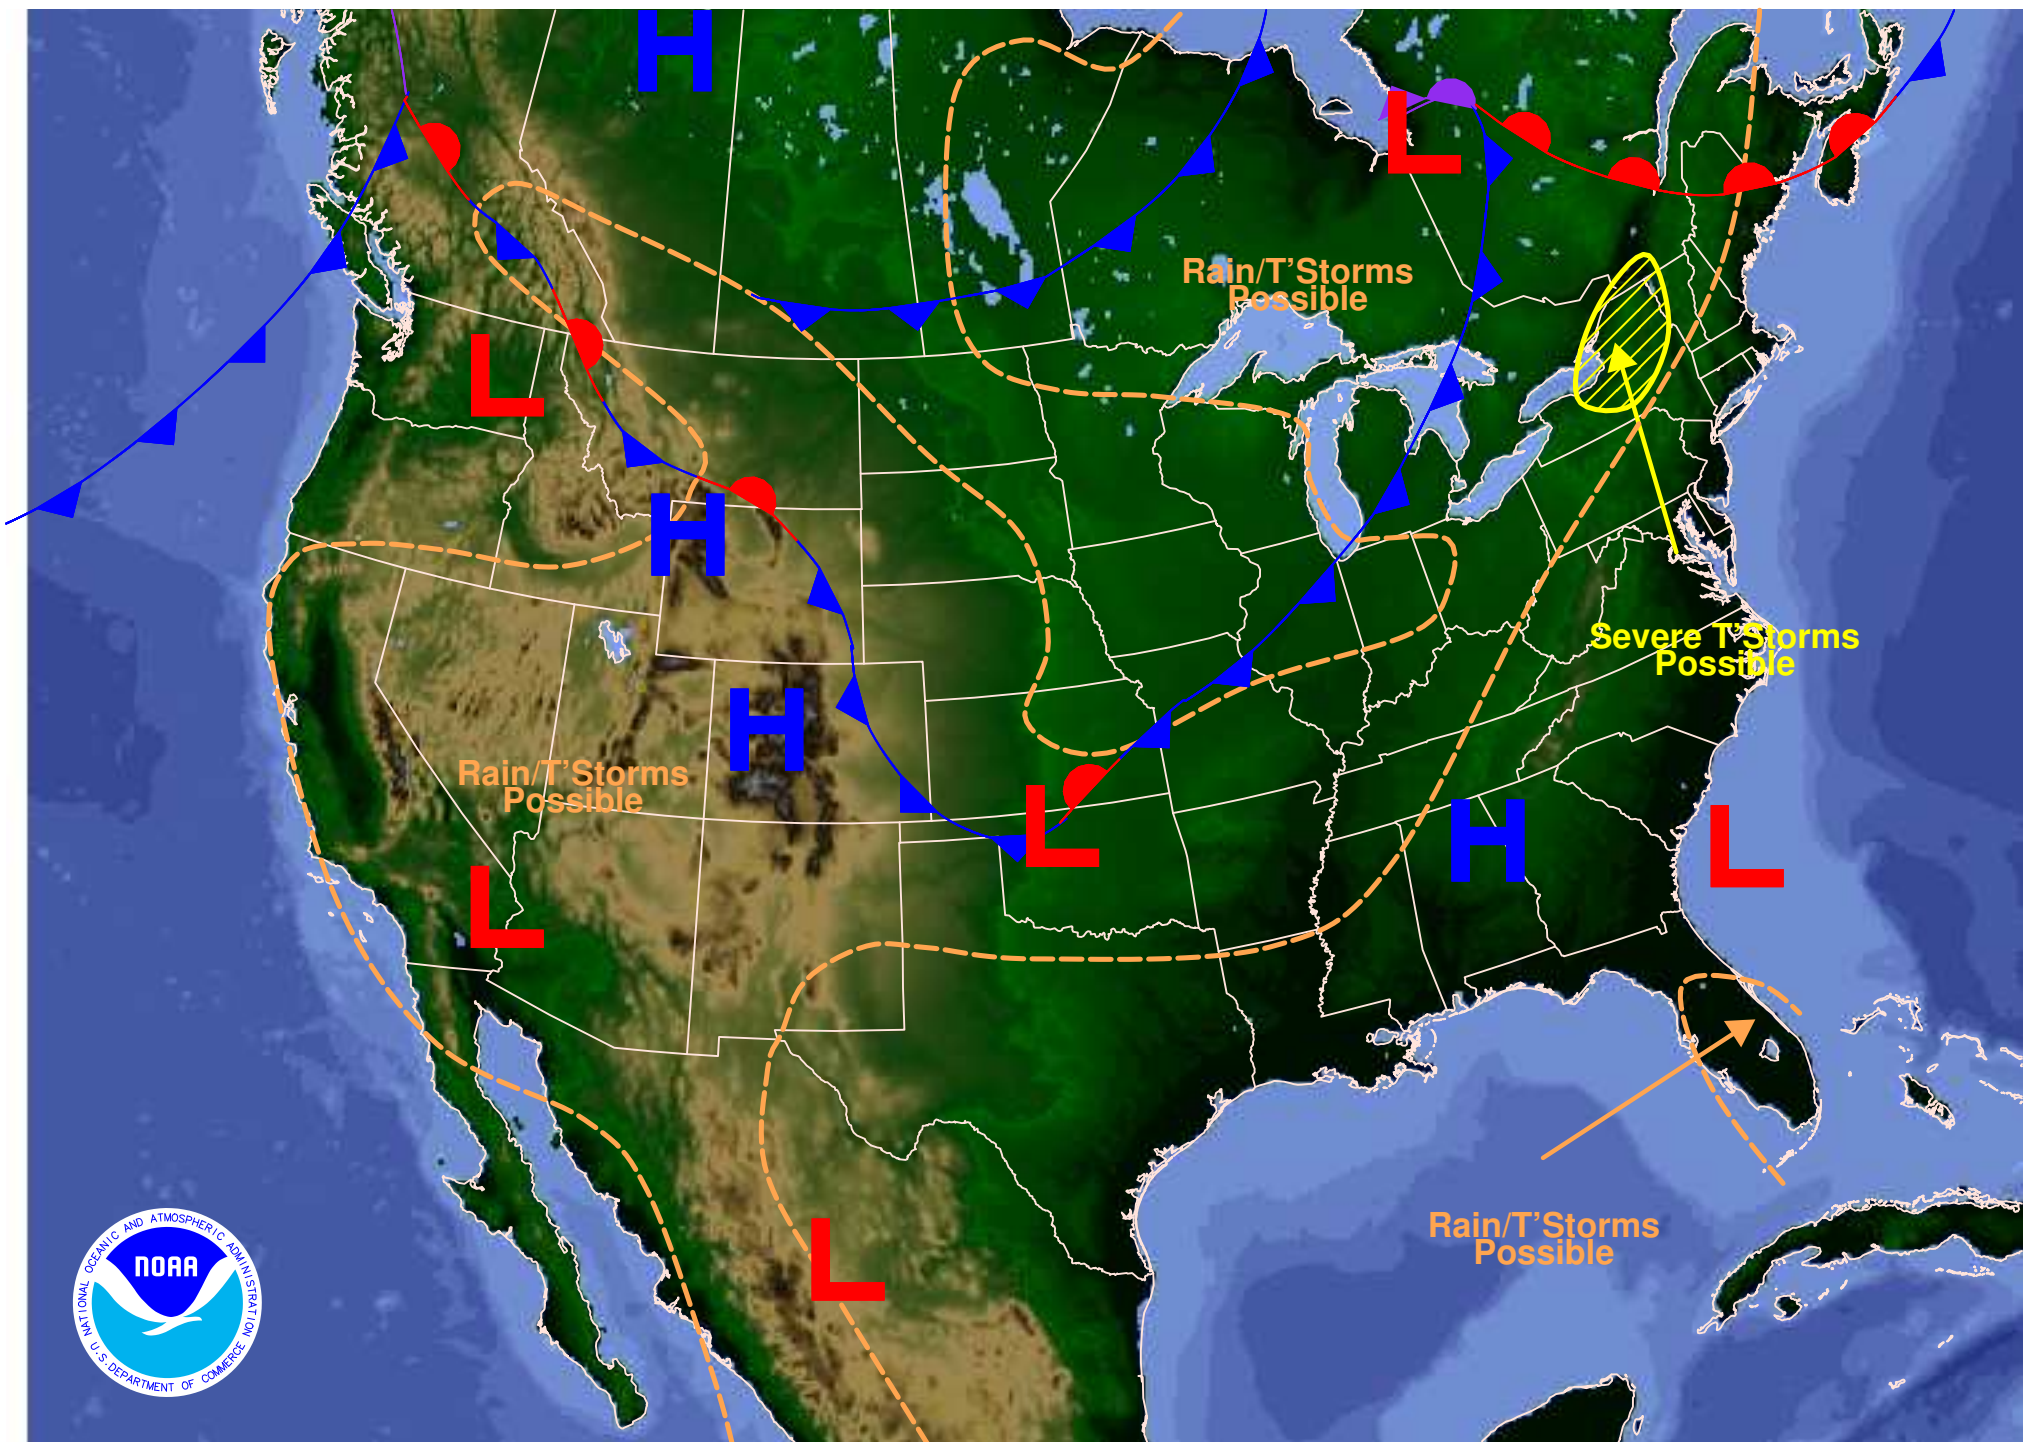 H
L
Rain/T'Storms
Possible
L
H
Severe T'Storms
Possible
H
Rain/T'Storms
Possible
L
H
L
L
Rain/T'Storms
Possible
L
NATIONAL OCEANIC AND ATMOSPHERIC ADMINISTRATION
NOAA
U.S. DEPARTMENT OF COMMERCE